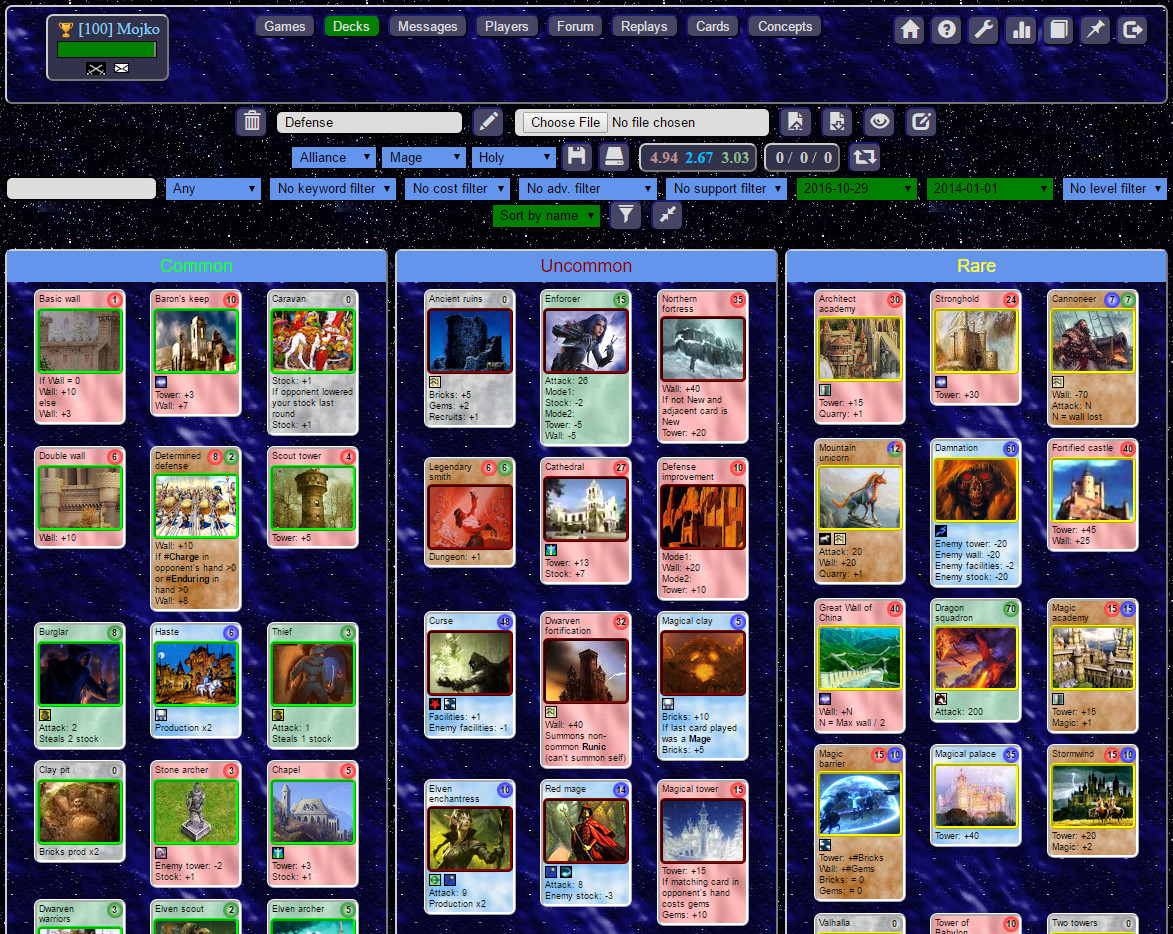 [100] Mojko
Games Decks Messages Players Forum Replays Cards Concepts
Defense Choose File No file chosen
Alliance Mage Holy 4.94 2.67 3.03 0 / 0 / 0
Any No keyword filter No cost filter No adv. filter No support filter 2016-10-29 2014-01-01 No level filter
Sort by name
Common
Basic wall 1
If Wall = 0
Wall: +10
else
Wall: +3
Baron's keep 10
Tower: +3
Wall: +7
Caravan 0
Stock: +1
If opponent lowered
your stock last
round
Stock: +1
Double wall 6
Wall: +10
Determined 8 2
defense
Wall: +10
If #Charge in
opponent's hand >0
or #Enduring in
hand >0
Wall: +8
Scout tower 4
Tower: +5
Burglar 8
Attack: 2
Steals 2 stock
Haste 6
Production x2
Thief 3
Attack: 1
Steals 1 stock
Clay pit 0
Bricks prod x2
Stone archer 3
Enemy tower: -2
Stock: +1
Chapel 5
Tower: +3
Stock: +1
Dwarven 3
warriors
Elven scout 2
Elven archer 5
Uncommon
Ancient ruins 0
Bricks: +5
Gems: +2
Recruits: +1
Enforcer 15
Attack: 26
Mode1:
Stock: -2
Mode2:
Tower: -5
Wall: -5
Northern 35
fortress
Wall: +40
If not New and
adjacent card is
New
Tower: +20
Legendary 6 6
smith
Dungeon: +1
Cathedral 27
Tower: +13
Stock: +7
Defense 10
improvement
Mode1:
Wall: +20
Mode2:
Tower: +10
Curse 48
Facilities: +1
Enemy facilities: -1
Dwarven 32
fortification
Wall: +40
Summons non-
common Runic
(can't summon self)
Magical clay 5
Bricks: +10
If last card played
was a Mage
Bricks: +5
Elven 10
enchantress
Attack: 9
Production x2
Red mage 14
Attack: 8
Enemy stock: -3
Magical tower 15
Tower: +15
If matching card in
opponent's hand
costs gems
Gems: +10
Rare
Architect 30
academy
Tower: +15
Quarry: +1
Stronghold 24
Tower: +30
Cannoneer 7 7
Wall: -70
Attack: N
N = wall lost
Mountain 12
unicorn
Attack: 20
Wall: +20
Quarry: +1
Damnation 60
Enemy tower: -20
Enemy wall: -20
Enemy facilities: -2
Enemy stock: -20
Fortified castle 40
Tower: +45
Wall: +25
Great Wall of 40
China
Wall: +N
N = Max wall / 2
Dragon 70
squadron
Attack: 200
Magic 15 15
academy
Tower: +15
Magic: +1
Magic 15 10
barrier
Tower: +#Bricks
Wall: +#Gems
Bricks: = 0
Gems: = 0
Magical palace 35
Tower: +40
Stormwind 15 10
Tower: +20
Magic: +2
Valhalla 0
Tower of 10
Babylon
Two towers 0